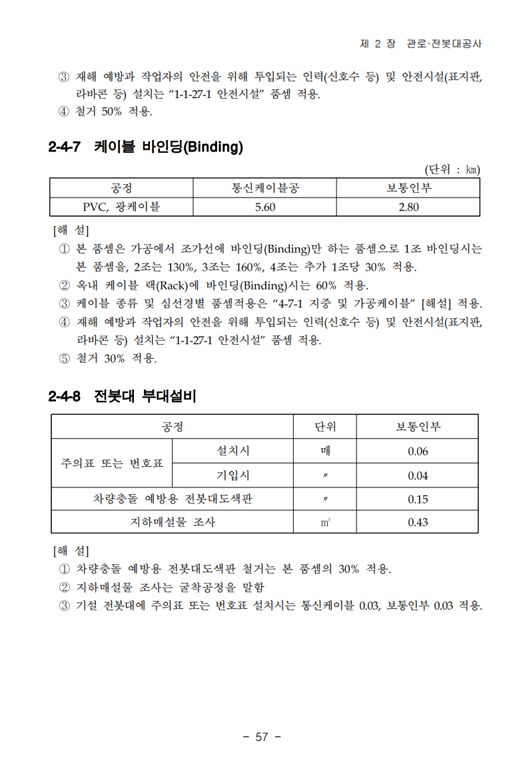 제 2 장 관로·전봇대공사
③ 재해 예방과 작업자의 안전을 위해 투입되는 인력(신호수 등) 및 안전시설(표지판,
라바콘 등) 설치는 “1-1-27-1 안전시설” 품셈 적용.
④ 철거 50% 적용.
2-4-7 케이블 바인딩(Binding)
(단위 : ㎞)
공정 통신케이블공 보통인부
PVC, 광케이블 5.60 2.80
[해 설]
① 본 품셈은 가공에서 조가선에 바인딩(Binding)만 하는 품셈으로 1조 바인딩시는
본 품셈을, 2조는 130%, 3조는 160%, 4조는 추가 1조당 30% 적용.
② 옥내 케이블 랙(Rack)에 바인딩(Binding)시는 60% 적용.
③ 케이블 종류 및 심선경별 품셈적용은 “4-7-1 지중 및 가공케이블” [해설] 적용.
④ 재해 예방과 작업자의 안전을 위해 투입되는 인력(신호수 등) 및 안전시설(표지판,
라바콘 등) 설치는 “1-1-27-1 안전시설” 품셈 적용.
⑤ 철거 30% 적용.
2-4-8 전봇대 부대설비
공정 단위 보통인부
주의표 또는 번호표 설치시 매 0.06
기입시 〃 0.04
차량충돌 예방용 전봇대도색판 〃 0.15
지하매설물 조사 ㎥ 0.43
[해 설]
① 차량충돌 예방용 전봇대도색판 철거는 본 품셈의 30% 적용.
② 지하매설물 조사는 굴착공정을 말함
③ 기설 전봇대에 주의표 또는 번호표 설치시는 통신케이블 0.03, 보통인부 0.03 적용.
- 57 -